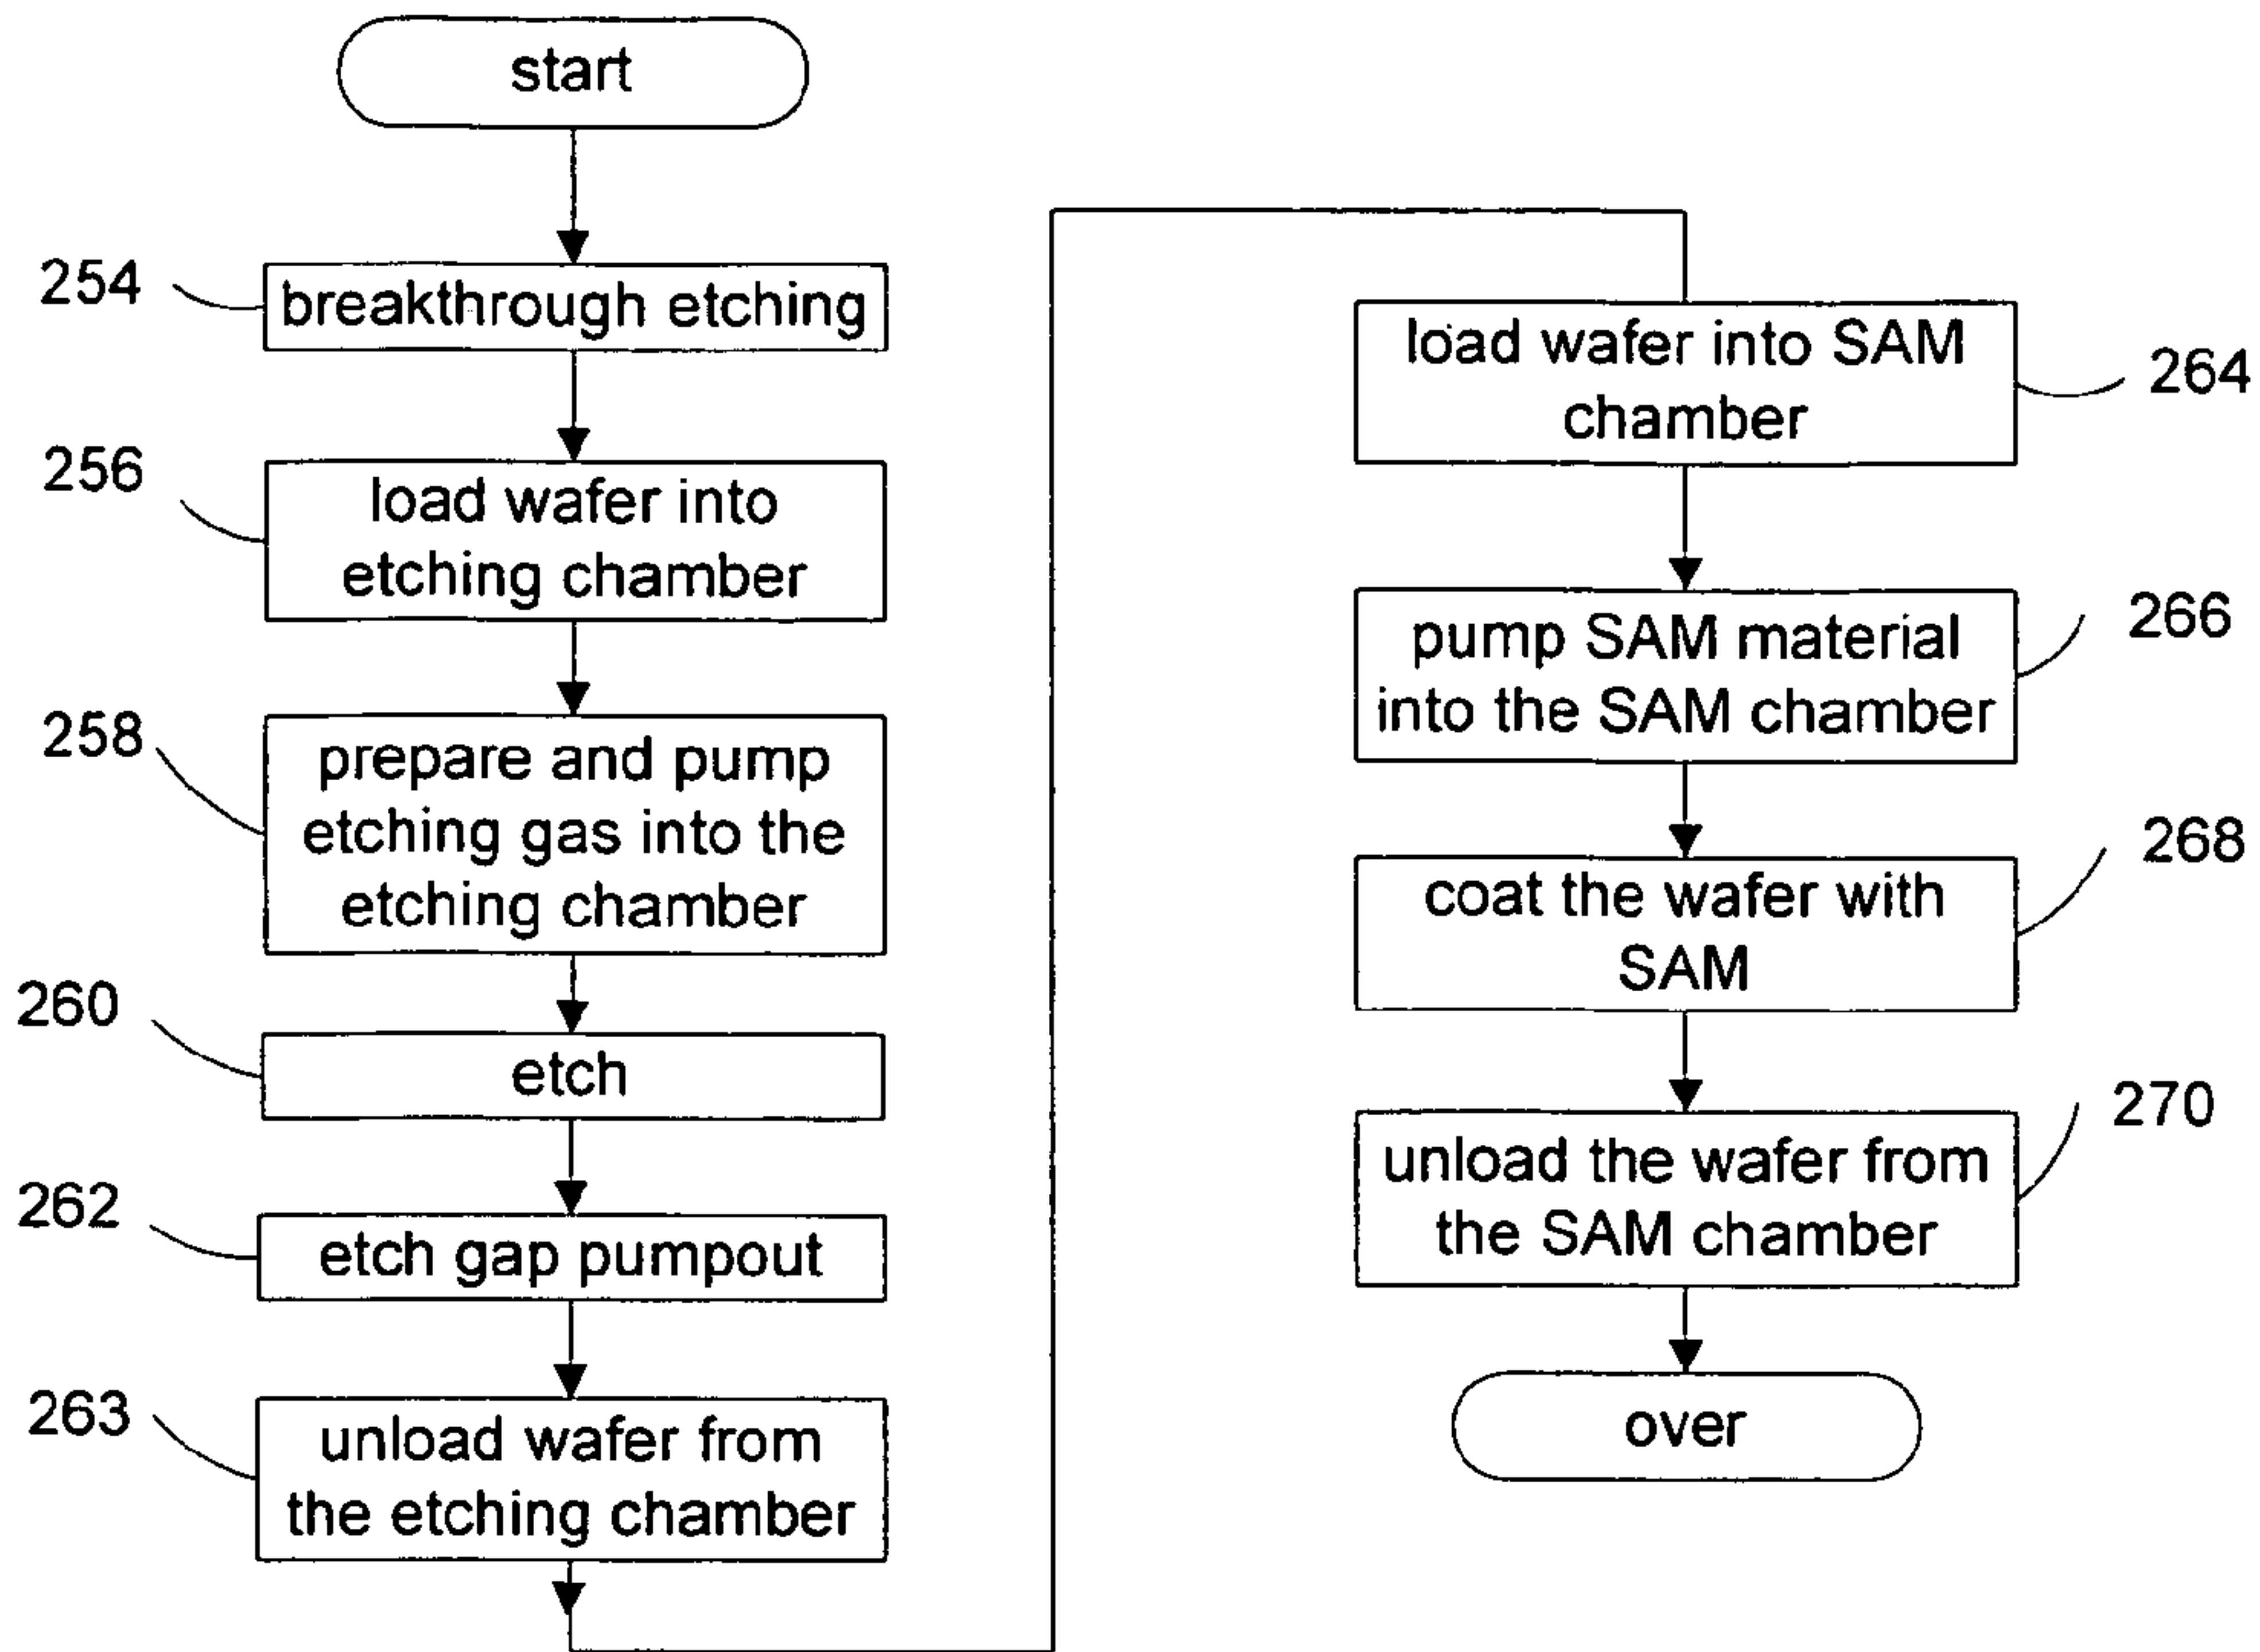 start
254
breakthrough etching
256
load wafer into
etching chamber
258
prepare and pump
etching gas into the
etching chamber
260
etch
262
etch gap pumpout
263
unload wafer from
the etching chamber
load wafer into SAM
chamber
264
pump SAM material
into the SAM chamber
266
coat the wafer with
SAM
268
unload the wafer from
the SAM chamber
270
over